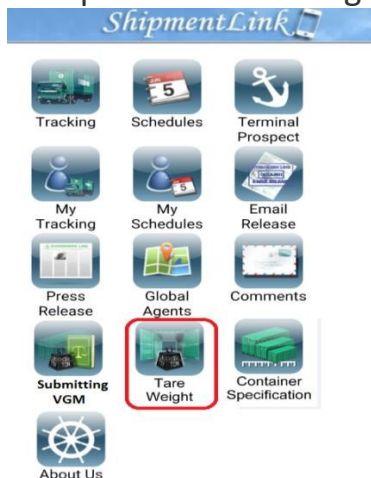 ShipmentLink
5
Tracking
Schedules
Terminal
Prospect
5
My
Tracking
My
Schedules
Email
Release
Press
Release
Global
Agents
Comments
Submitting
VGM
Tare
Weight
Container
Specification
About Us